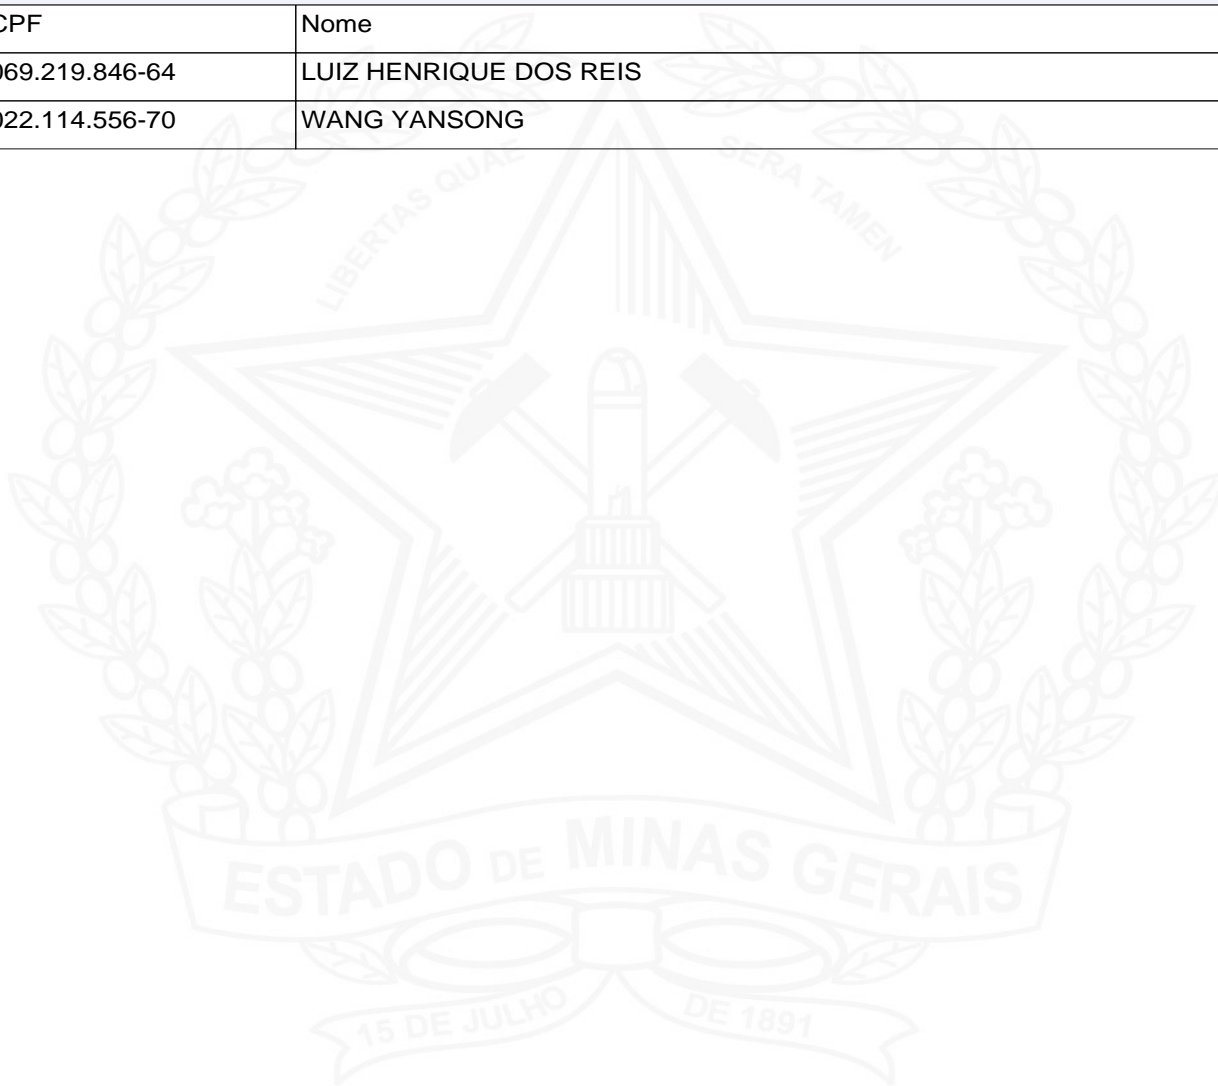 CPF Nome
069.219.846-64 LUIZ HENRIQUE DOS REIS
022.114.556-70 WANG YANSONG
LIBERTAS QUAE SERA TAMEN
ESTADO DE MINAS GERAIS
15 DE JULHO DE 1891